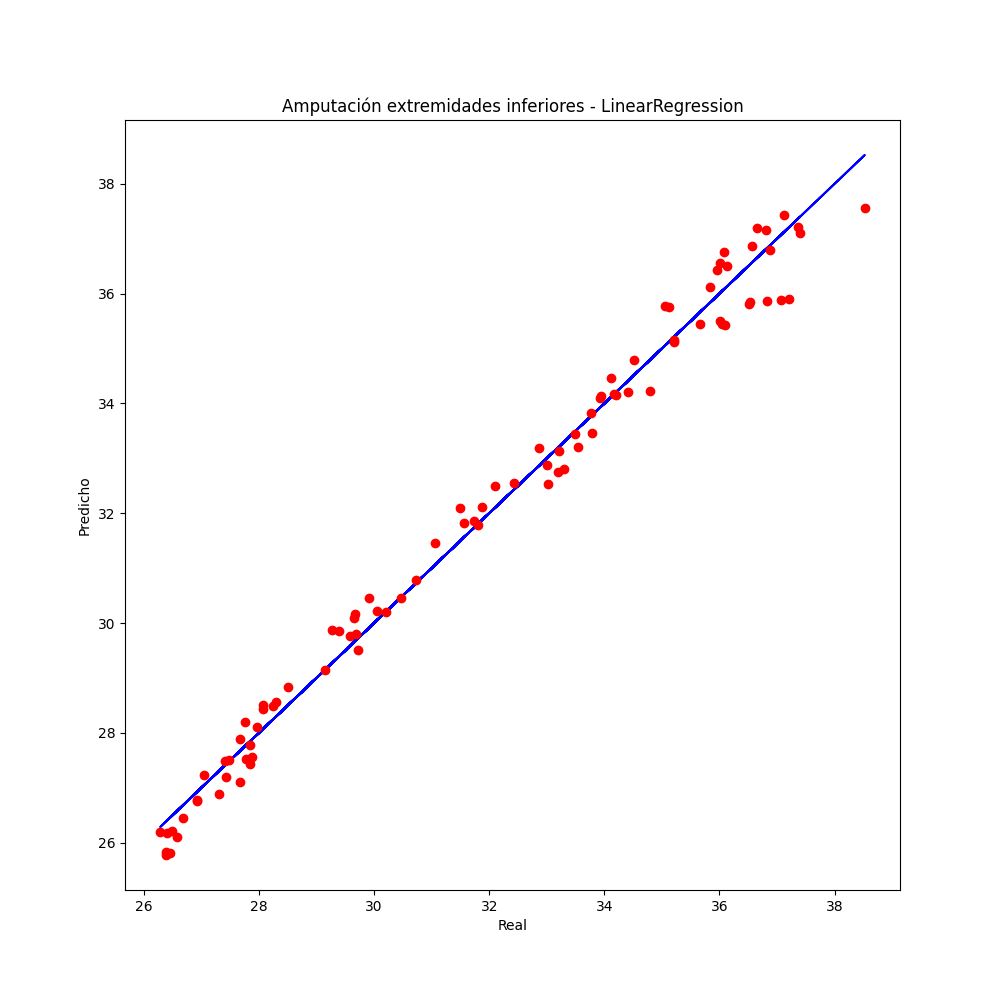 Amputación extremidades inferiores - LinearRegression
38
36
34
32
30
28
26
Predicho
26 28 30 32 34 36 38
Real